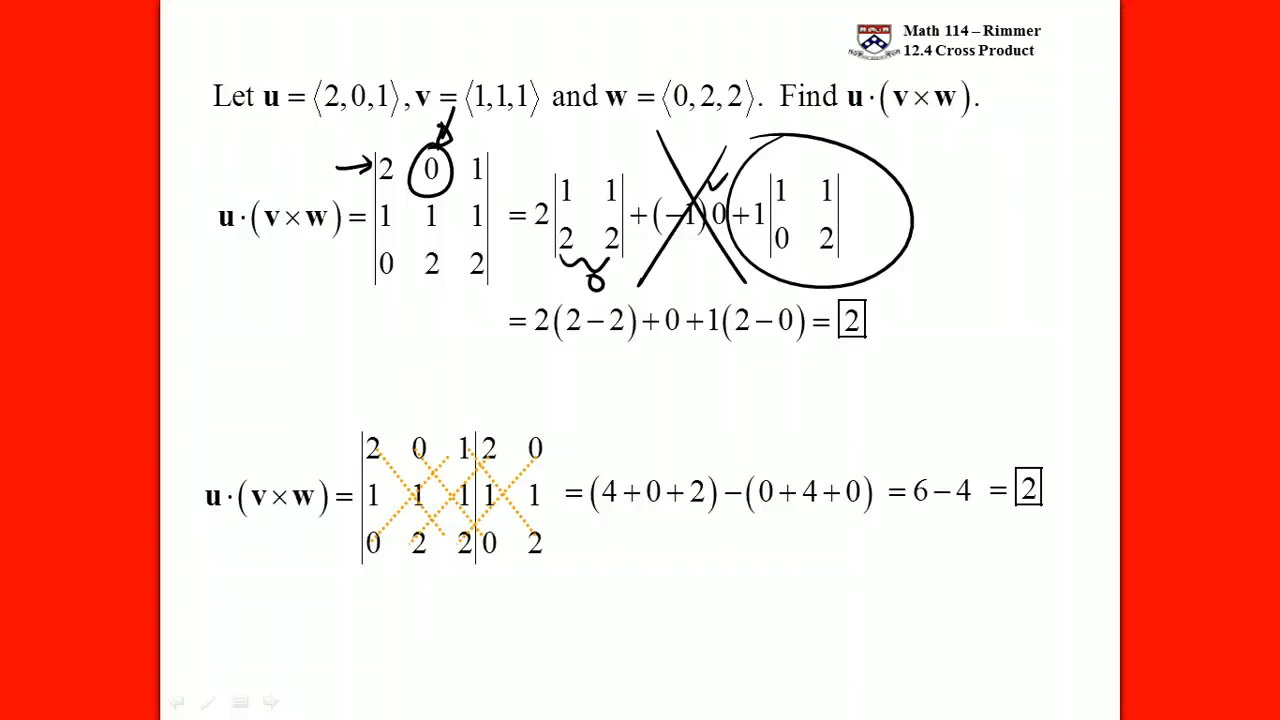 Math 114 – Rimmer
12.4 Cross Product
Let u = ⟨2,0,1⟩, v = ⟨1,1,1⟩ and w = ⟨0,2,2⟩. Find u·(v×w).
u·(v×w) = |2 0 1| = 2|1 1| + (−1)0 + 1|1 1|
|1 1 1| |2 2| |0 2|
|0 2 2| 0
= 2(2−2) + 0 + 1(2−0) = 2
u·(v×w) = |2 0 1|2 0 = (4+0+2) − (0+4+0) = 6 − 4 = 2
|1 1 1|1 1
|0 2 2|0 2